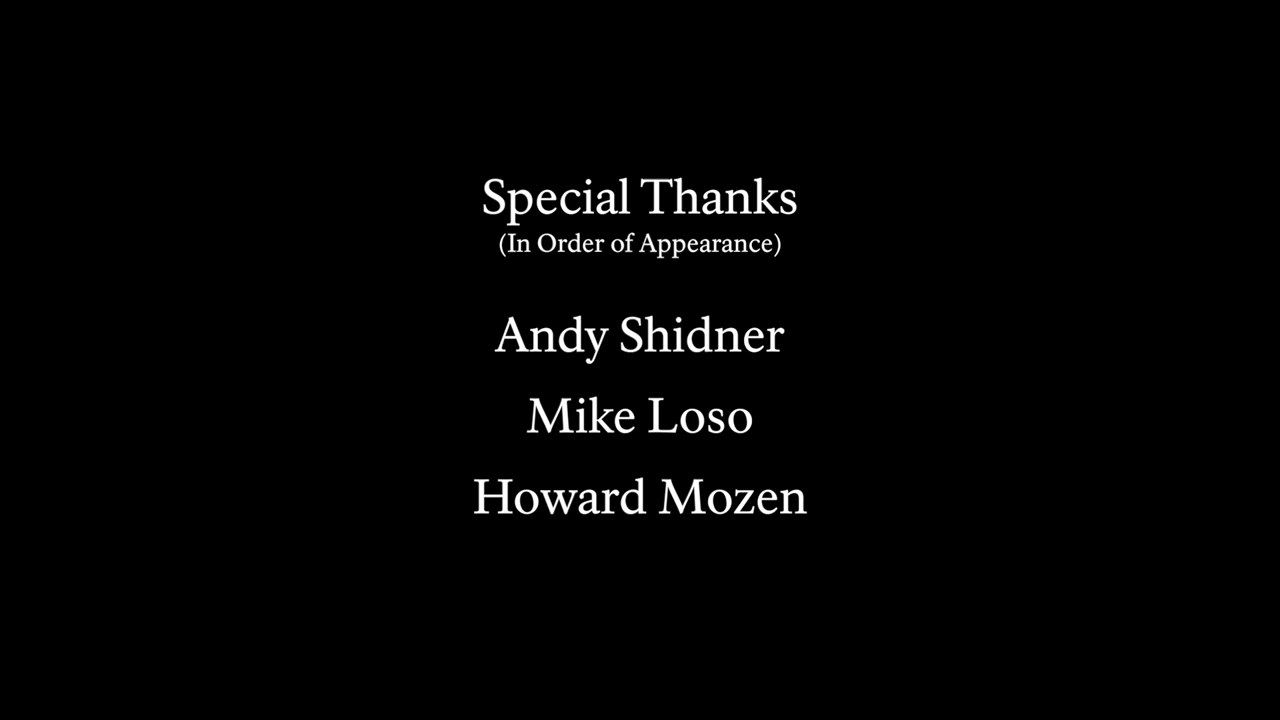 Special Thanks
(In Order of Appearance)
Andy Shidner
Mike Loso
Howard Mozen